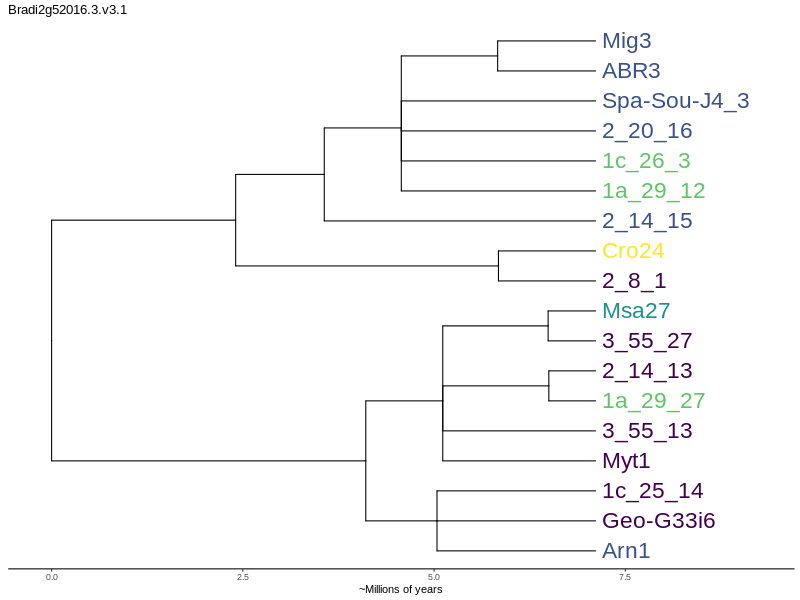 Bradi2g52016.3.v3.1
Mig3
ABR3
Spa-Sou-J4_3
2_20_16
1c_26_3
1a_29_12
2_14_15
Cro24
2_8_1
Msa27
3_55_27
2_14_13
1a_29_27
3_55_13
Myt1
1c_25_14
Geo-G33i6
Arn1
0.0 2.5 5.0 7.5
~Millions of years